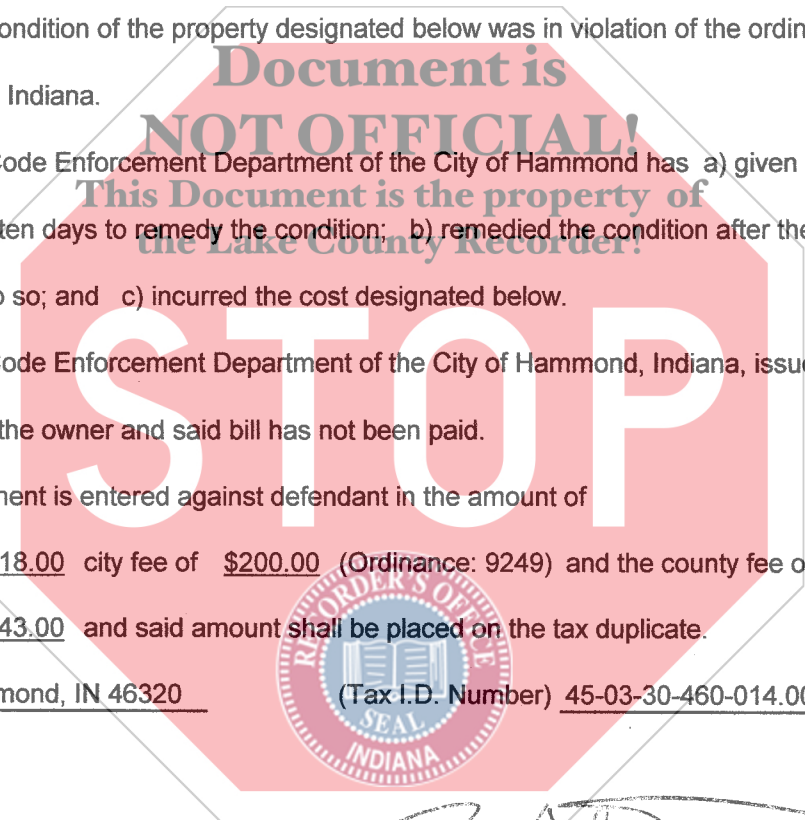 ondition of the property designated below was in violation of the ordin
Document is
Indiana.
NOT OFFICIAL!
ode Enforcement Department of the City of Hammond has a) given
This Document is the property of
ten days to remedy the condition; b) remedied the condition after the
the Lake County Recorder!
o so; and c) incurred the cost designated below.
STOP
ode Enforcement Department of the City of Hammond, Indiana, issue
the owner and said bill has not been paid.
nent is entered against defendant in the amount of
18.00 city fee of $200.00 (Ordinance: 9249) and the county fee o
43.00 and said amount shall be placed on the tax duplicate.
mond, IN 46320 (Tax I.D. Number) 45-03-30-460-014.00
RECORDER'S OFFICE
SEAL
INDIANA